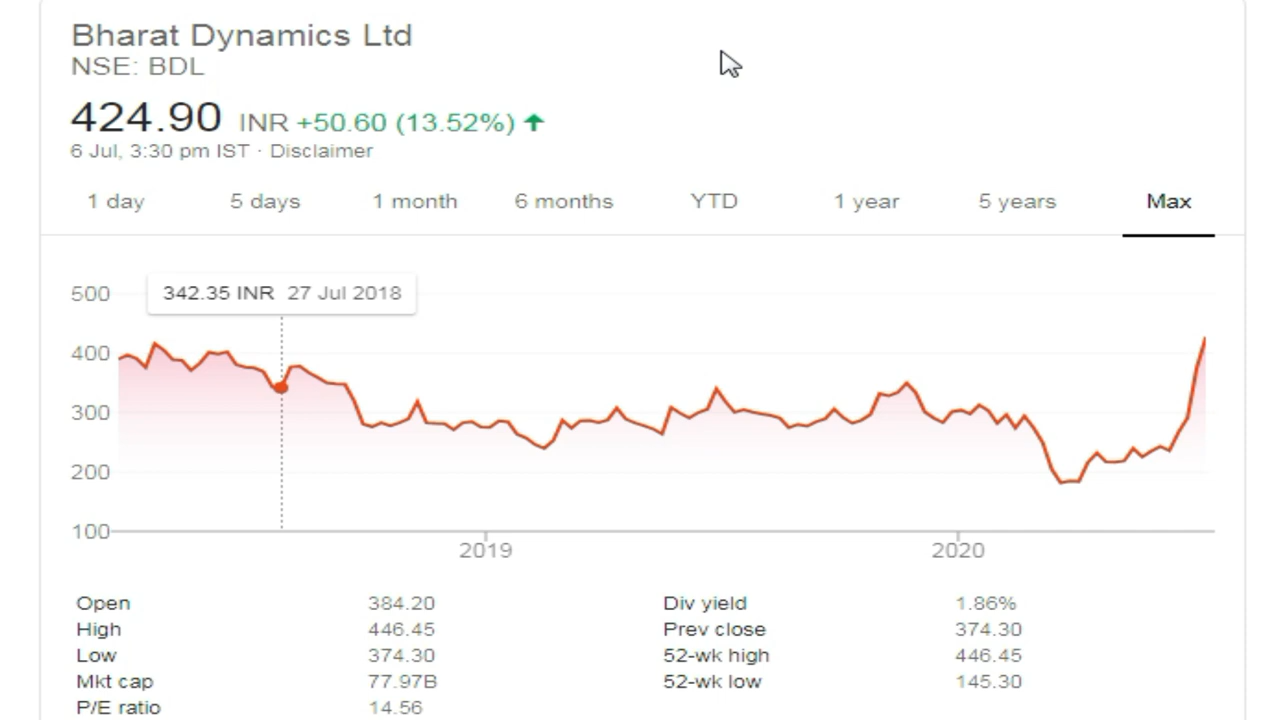 Bharat Dynamics Ltd
NSE: BDL
424.90 INR +50.60 (13.52%) ↑
6 Jul, 3:30 pm IST · Disclaimer
1 day 5 days 1 month 6 months YTD 1 year 5 years Max
342.35 INR 27 Jul 2018
500
400
300
200
100
2019 2020
Open 384.20 Div yield 1.86%
High 446.45 Prev close 374.30
Low 374.30 52-wk high 446.45
Mkt cap 77.97B 52-wk low 145.30
P/E ratio 14.56